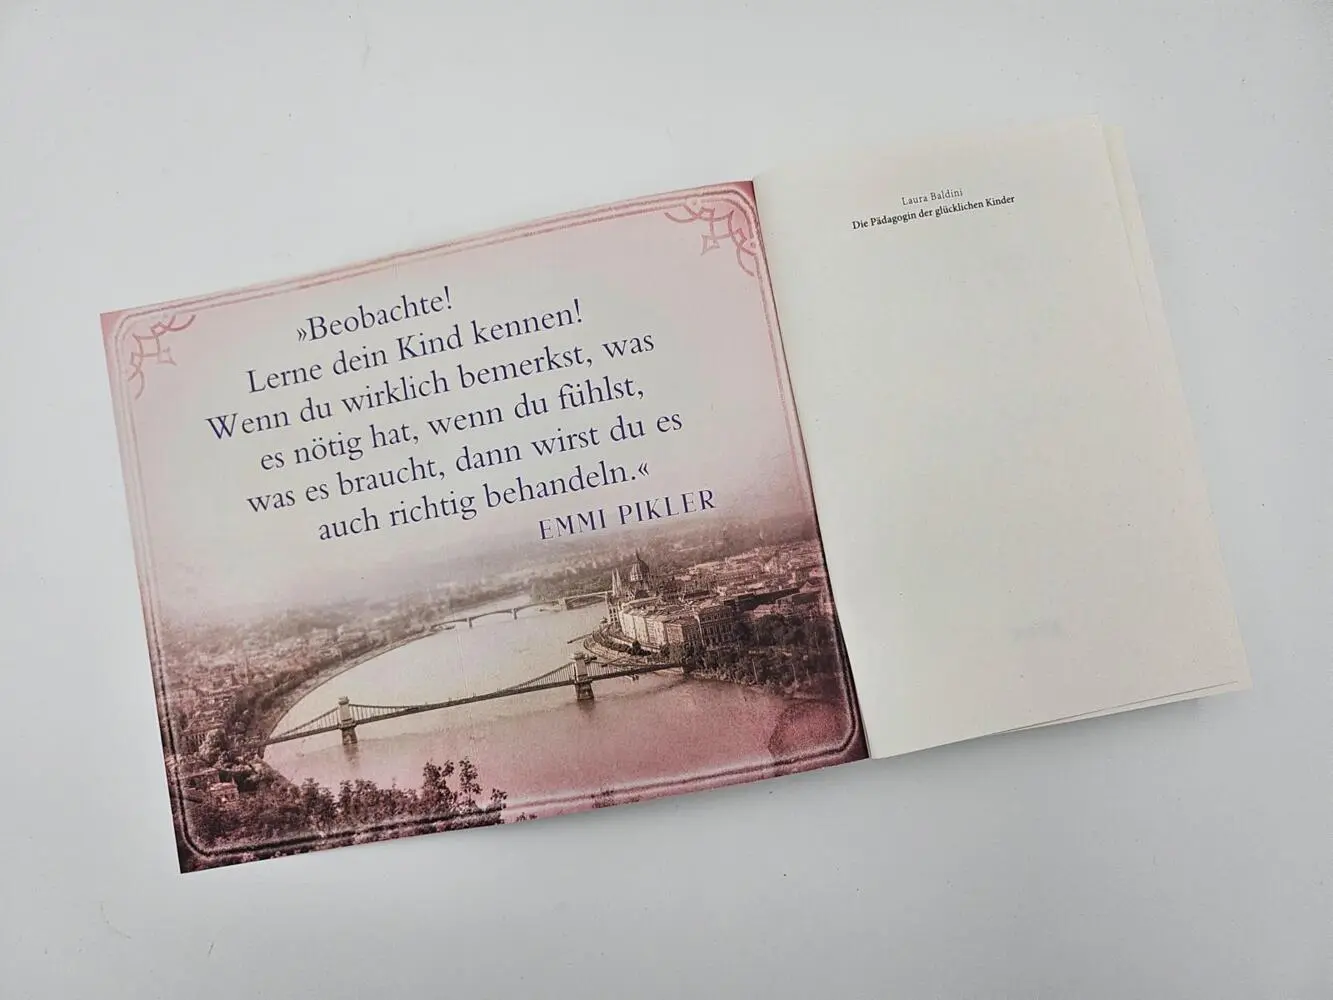 »Beobachte!
Lerne dein Kind kennen!
Wenn du wirklich bemerkst, was
es nötig hat, wenn du fühlst,
was es braucht, dann wirst du es
auch richtig behandeln.«
EMMI PIKLER
Laura Baldini
Die Pädagogin der glücklichen Kinder